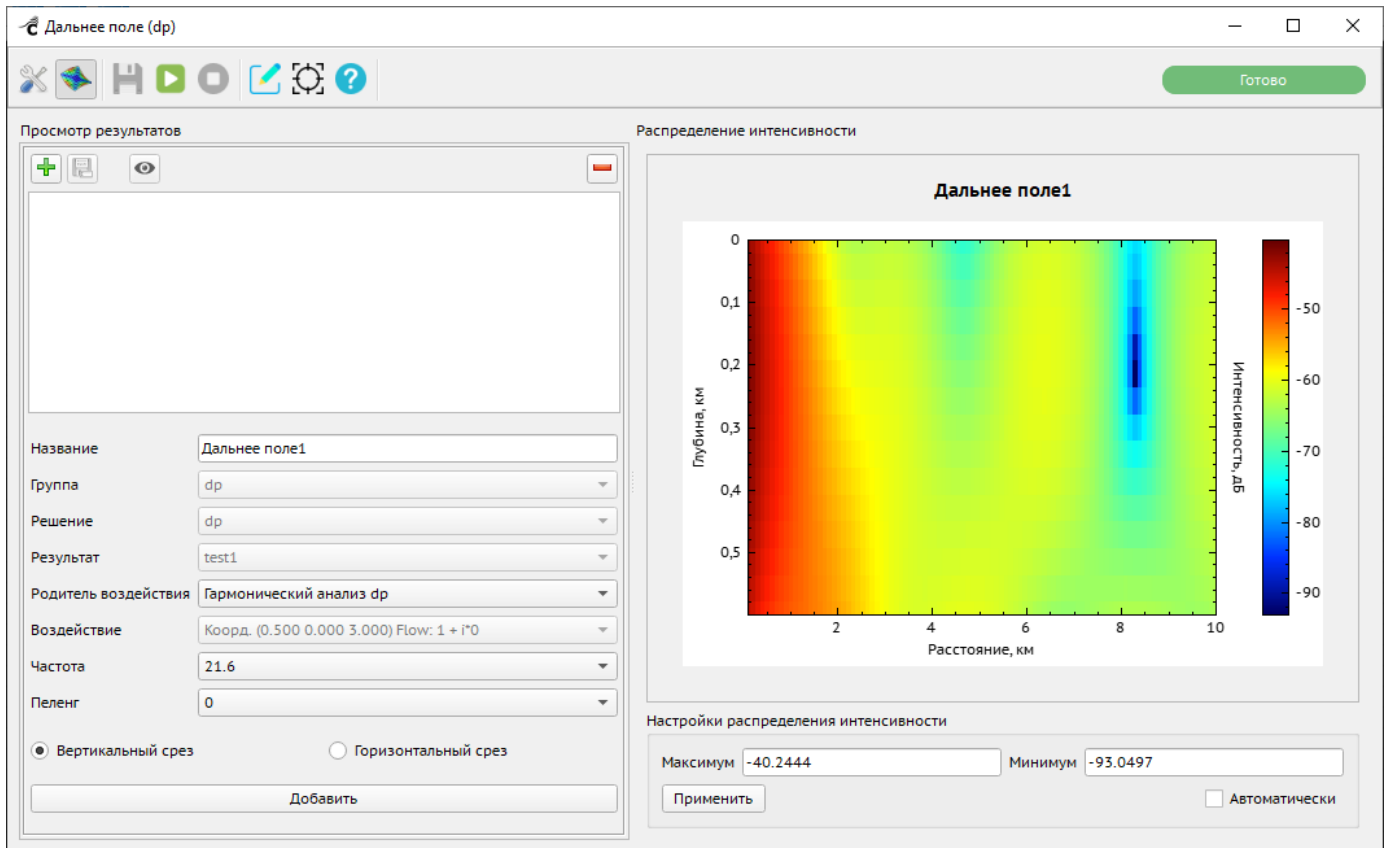 Дальнее поле (dp)
Готово
Просмотр результатов
Название Дальнее поле1
Группа dp
Решение dp
Результат test1
Родитель воздействия Гармонический анализ dp
Воздействие Коорд. (0.500 0.000 3.000) Flow: 1 + i*0
Частота 21.6
Пеленг 0
Вертикальный срез Горизонтальный срез
Добавить
Распределение интенсивности
Дальнее поле1
0
0,1
0,2
0,3
0,4
0,5
Глубина, км
2 4 6 8 10
Расстояние, км
Интенсивность, дБ
-50
-60
-70
-80
-90
Настройки распределения интенсивности
Максимум -40.2444 Минимум -93.0497
Применить Автоматически